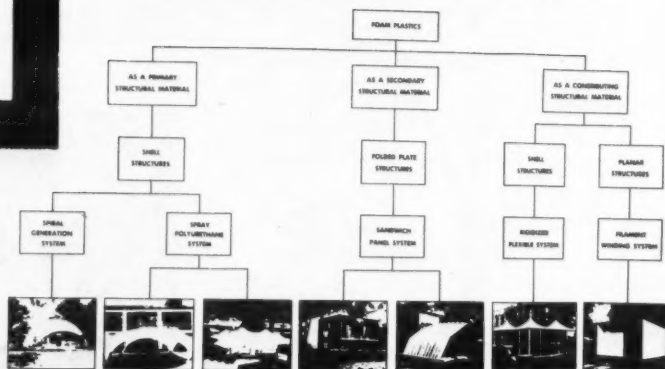 FOAM PLASTICS
AS A PRIMARY
STRUCTURAL MATERIAL
AS A SECONDARY
STRUCTURAL MATERIAL
AS A CONTRIBUTING
STRUCTURAL MATERIAL
SHELL
STRUCTURES
FOLDED PLATE
STRUCTURES
SHELL
STRUCTURES
PLANAR
STRUCTURES
SPIRAL
GENERATION
SYSTEM
SPRAY
POLYURETHANE
SYSTEM
SANDWICH
PANEL SYSTEM
RIGIDIZED
FLEXIBLE SYSTEM
FILAMENT
WINDING SYSTEM